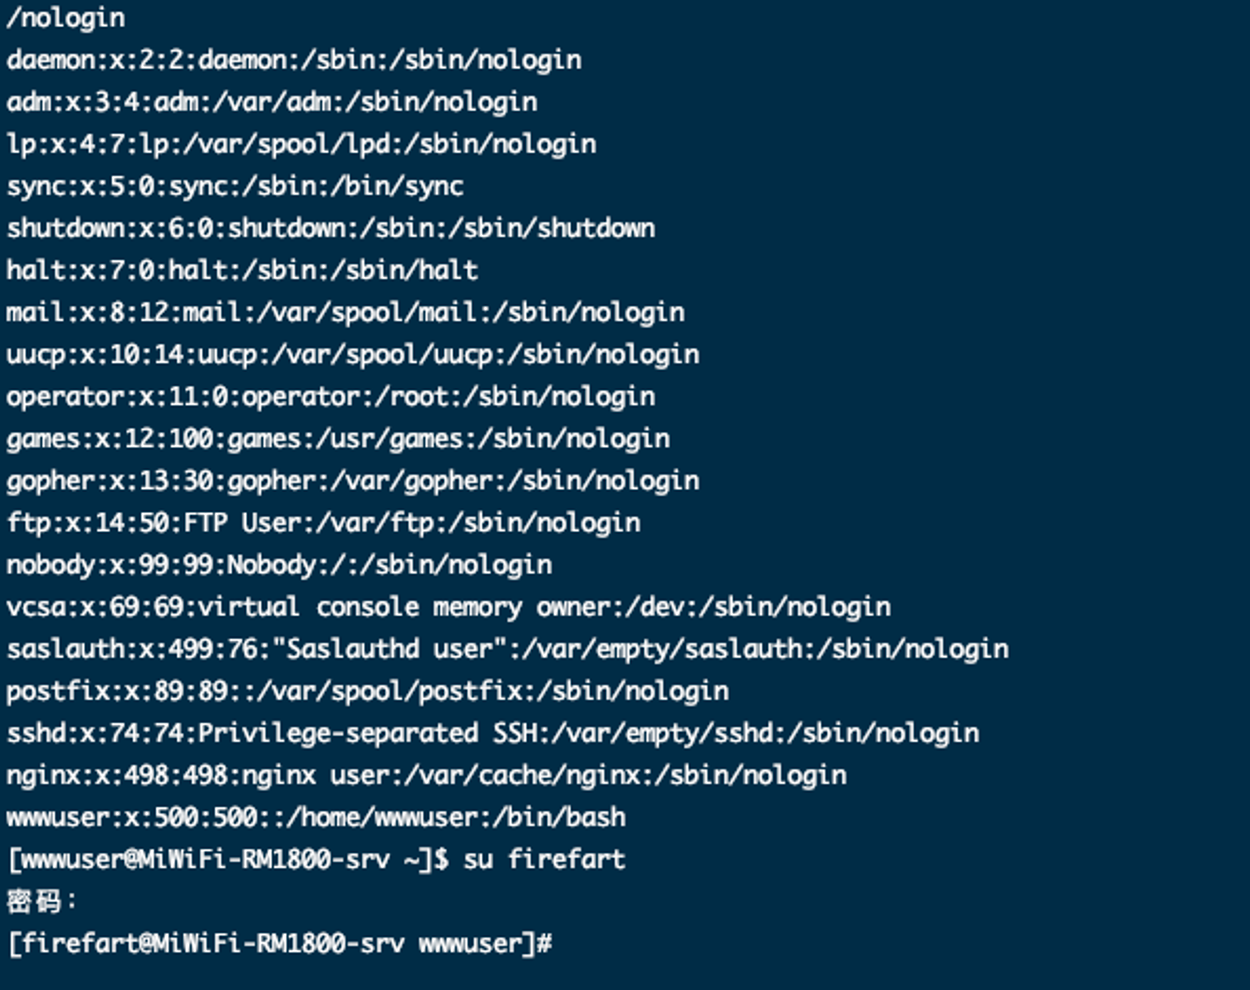 /nologin
daemon:x:2:2:daemon:/sbin:/sbin/nologin
adm:x:3:4:adm:/var/adm:/sbin/nologin
lp:x:4:7:lp:/var/spool/lpd:/sbin/nologin
sync:x:5:0:sync:/sbin:/bin/sync
shutdown:x:6:0:shutdown:/sbin:/sbin/shutdown
halt:x:7:0:halt:/sbin:/sbin/halt
mail:x:8:12:mail:/var/spool/mail:/sbin/nologin
uucp:x:10:14:uucp:/var/spool/uucp:/sbin/nologin
operator:x:11:0:operator:/root:/sbin/nologin
games:x:12:100:games:/usr/games:/sbin/nologin
gopher:x:13:30:gopher:/var/gopher:/sbin/nologin
ftp:x:14:50:FTP User:/var/ftp:/sbin/nologin
nobody:x:99:99:Nobody:/:/sbin/nologin
vcsa:x:69:69:virtual console memory owner:/dev:/sbin/nologin
saslauth:x:499:76:"Saslauthd user":/var/empty/saslauth:/sbin/nologin
postfix:x:89:89::/var/spool/postfix:/sbin/nologin
sshd:x:74:74:Privilege-separated SSH:/var/empty/sshd:/sbin/nologin
nginx:x:498:498:nginx user:/var/cache/nginx:/sbin/nologin
wwwuser:x:500:500::/home/wwwuser:/bin/bash
[wwwuser@MiWiFi-RM1800-srv ~]$ su firefart
密码：
[firefart@MiWiFi-RM1800-srv wwwuser]#